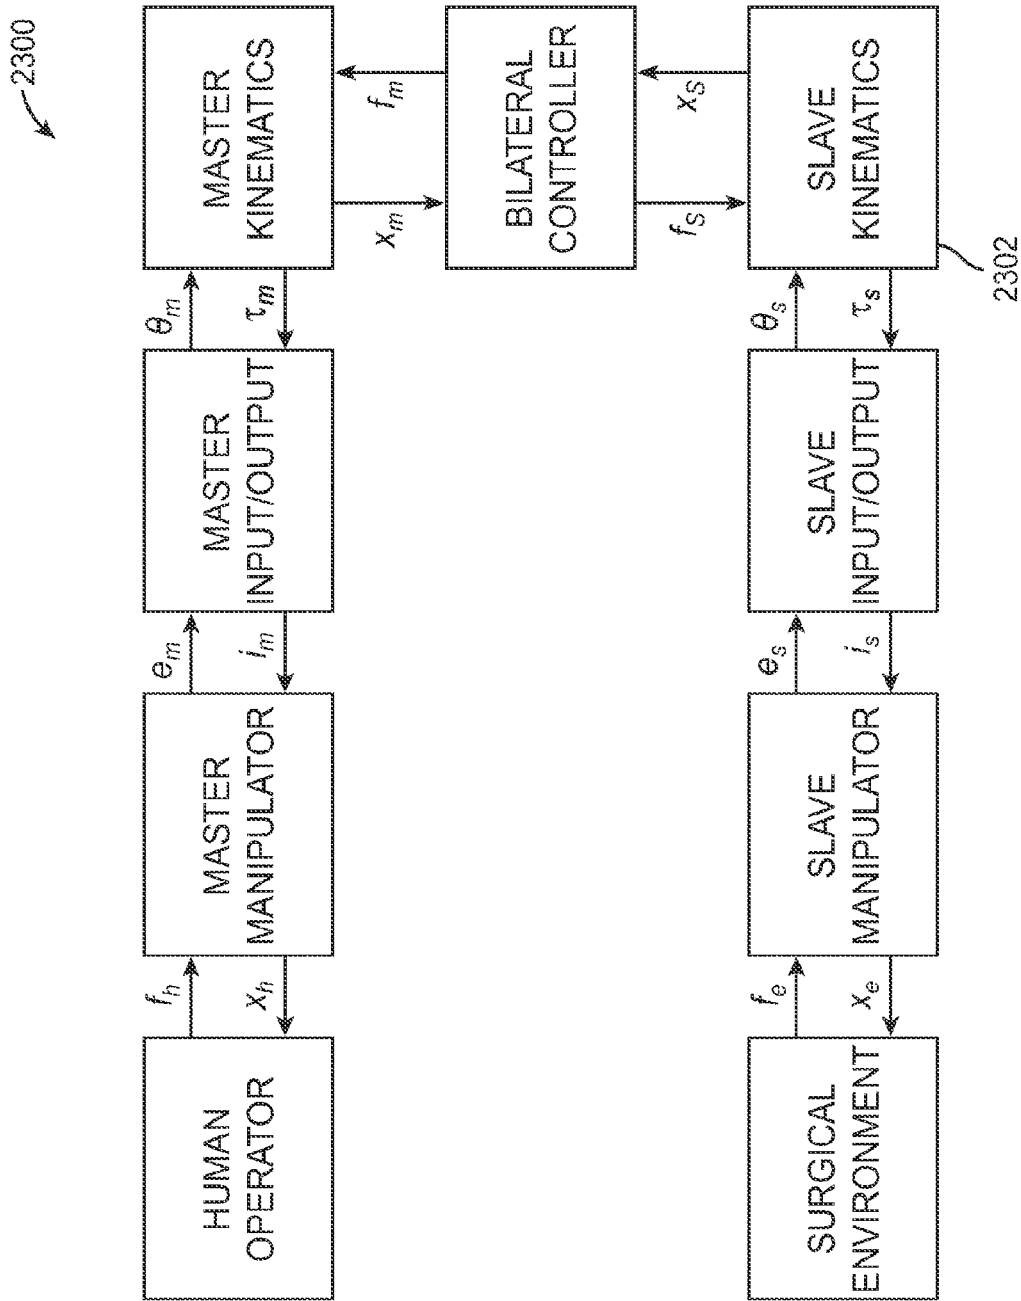 2300
HUMAN
OPERATOR
f_h
x_h
MASTER
MANIPULATOR
e_m
i_m
MASTER
INPUT/OUTPUT
θ_m
τ_m
MASTER
KINEMATICS
x_m
f_m
BILATERAL
CONTROLLER
f_S
x_S
SURGICAL
ENVIRONMENT
f_e
x_e
SLAVE
MANIPULATOR
e_s
i_s
SLAVE
INPUT/OUTPUT
θ_s
τ_s
SLAVE
KINEMATICS
2302